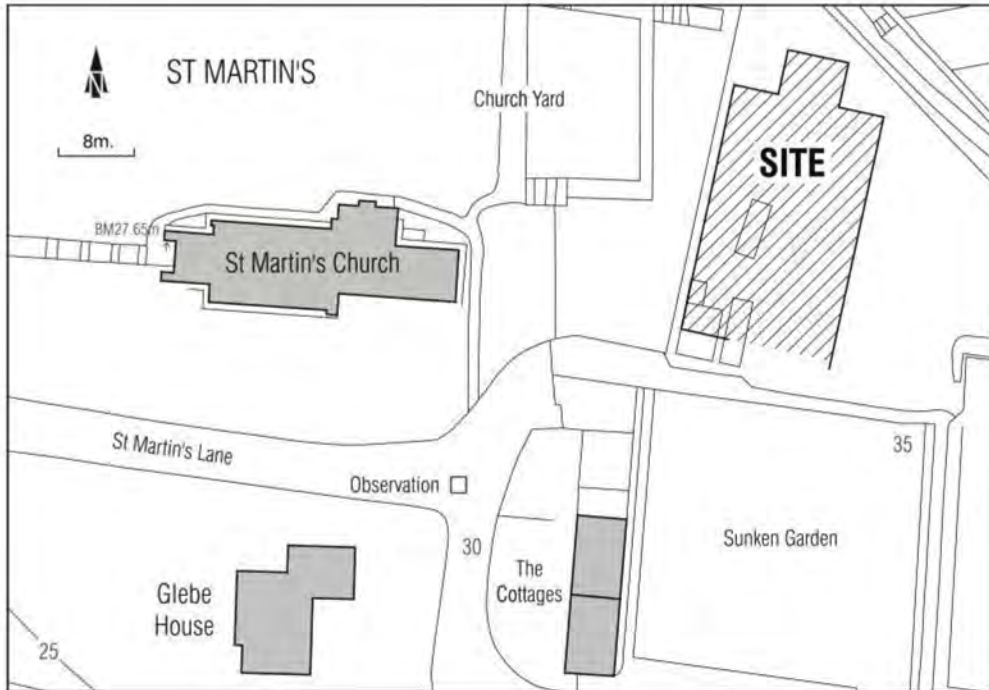 ST MARTIN'S
N
8m.
Church Yard
SITE
BM27.65m
St Martin's Church
St Martin's Lane
35
Observation
Sunken Garden
30
The
Cottages
Glebe
House
25